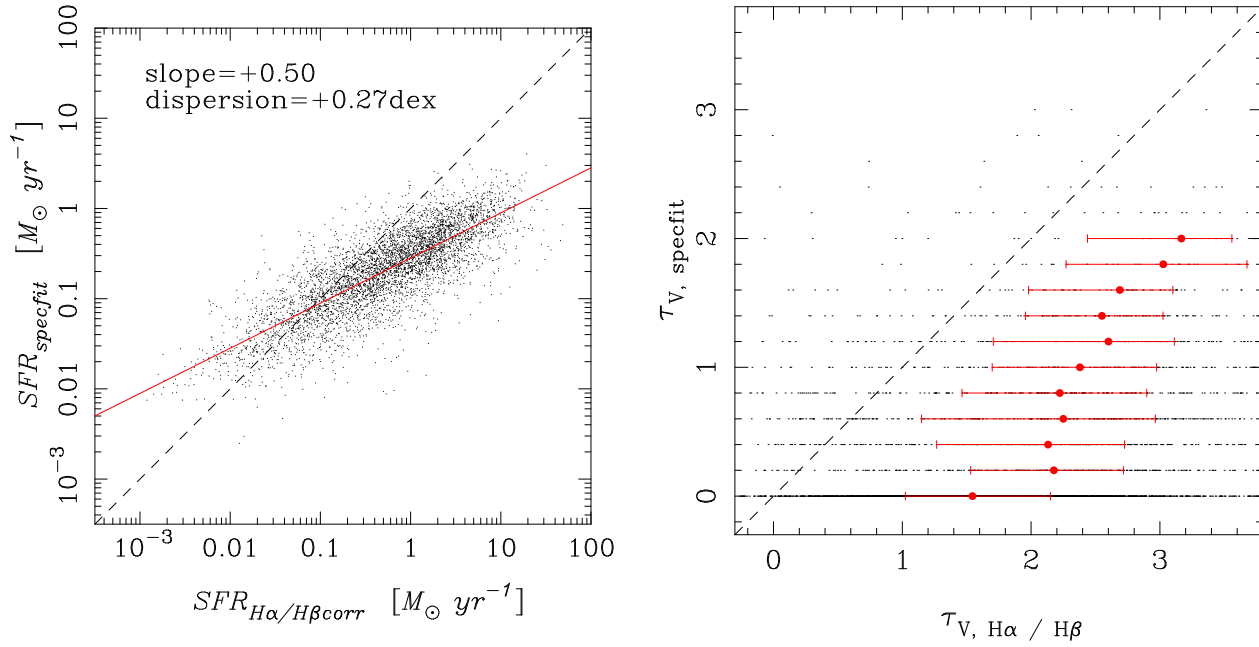 slope=+0.50
dispersion=+0.27dex
100
10
1
0.1
0.01
10⁻³
SFR_specfit [M⊙ yr⁻¹]
10⁻³ 0.01 0.1 1 10 100
SFR_Hα/Hβcorr [M⊙ yr⁻¹]
3
2
1
0
τ_V, specfit
0 1 2 3
τ_V, Hα / Hβ